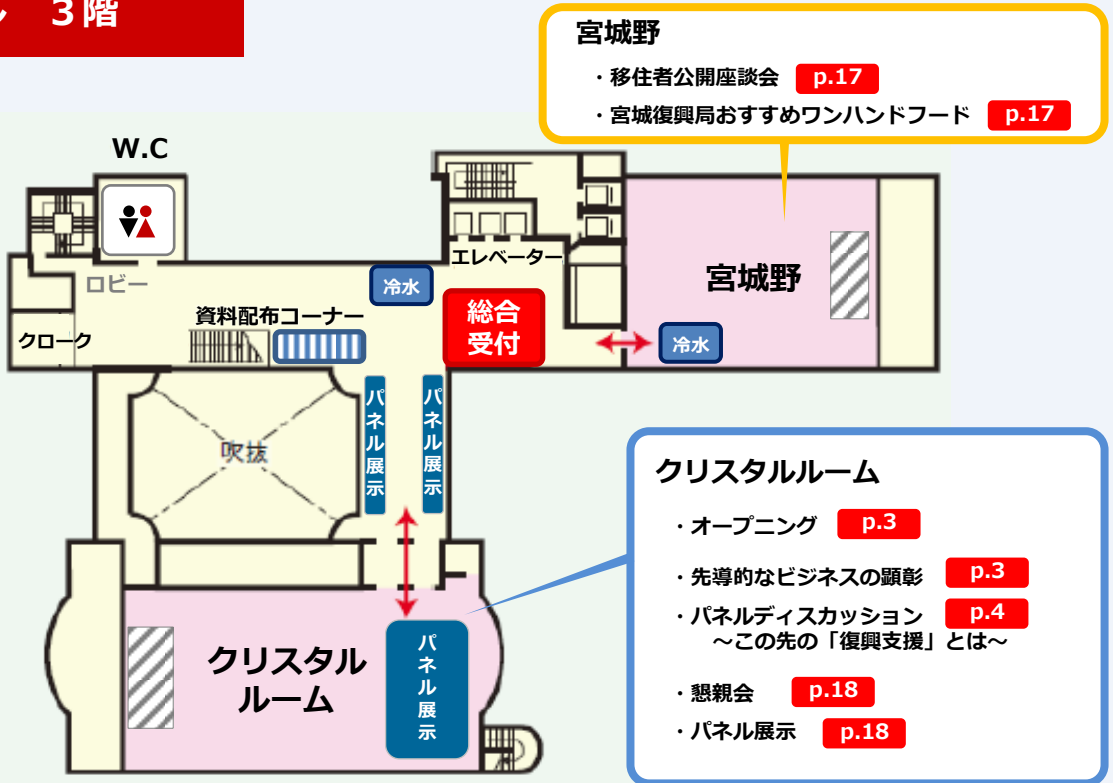 ３階
宮城野
・移住者公開座談会 p.17
・宮城復興局おすすめワンハンドフード p.17
W.C
エレベーター
ロビー
冷水
宮城野
資料配布コーナー
総合
受付
クローク
冷水
パネル展示
パネル展示
吹抜
クリスタルルーム
・オープニング p.3
・先導的なビジネスの顕彰 p.3
・パネルディスカッション p.4
～この先の「復興支援」とは～
・懇親会 p.18
・パネル展示 p.18
クリスタル
ルーム
パネル展示